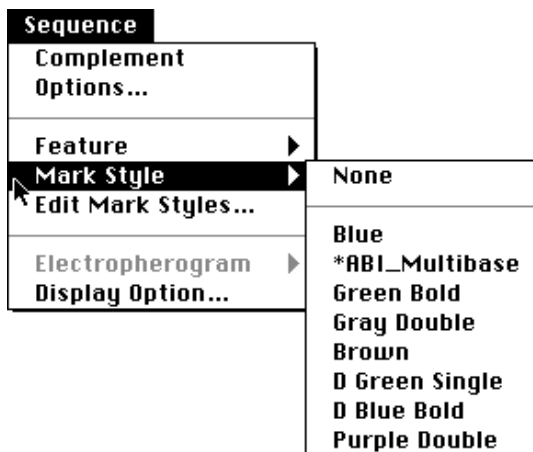 Sequence
Complement
Options...
Feature
Mark Style
Edit Mark Styles...
Electropherogram
Display Option...
None
Blue
*ABI_Multibase
Green Bold
Gray Double
Brown
D Green Single
D Blue Bold
Purple Double